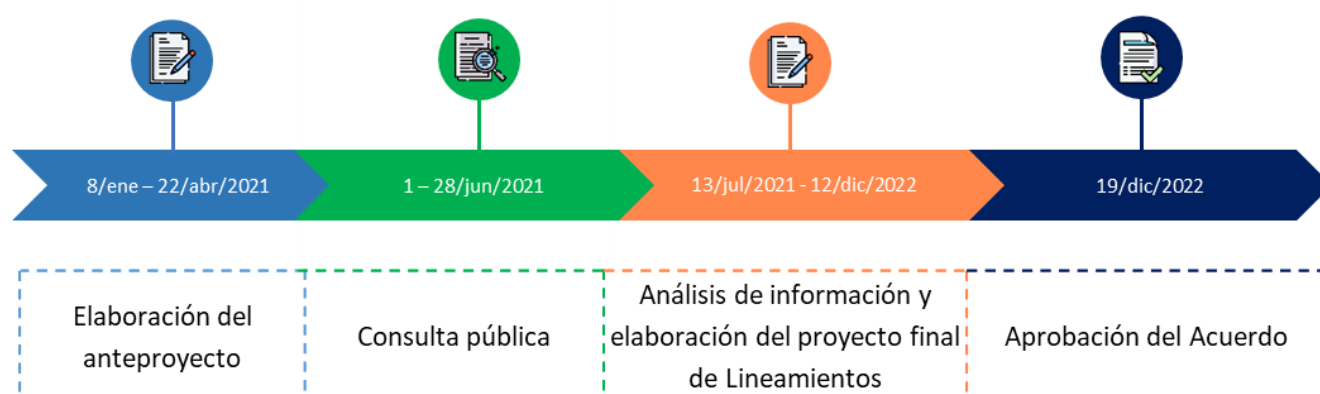 8/ene – 22/abr/2021
1 – 28/jun/2021
13/jul/2021 - 12/dic/2022
19/dic/2022
Elaboración del
anteproyecto
Consulta pública
Análisis de información y
elaboración del proyecto final
de Lineamientos
Aprobación del Acuerdo